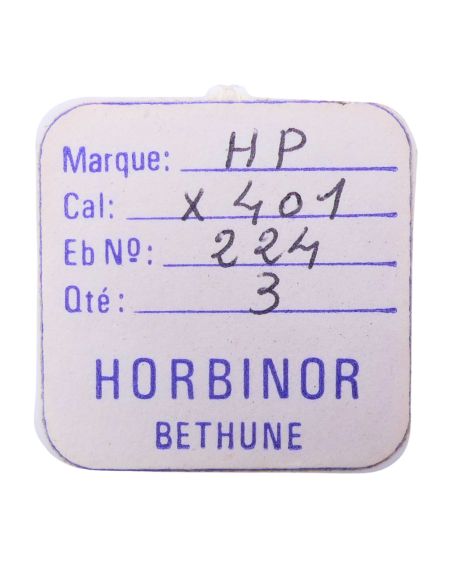 Marque: HP
Cal: x 401
Eb Nº: 224
Qté: 3
HORBINOR
BETHUNE